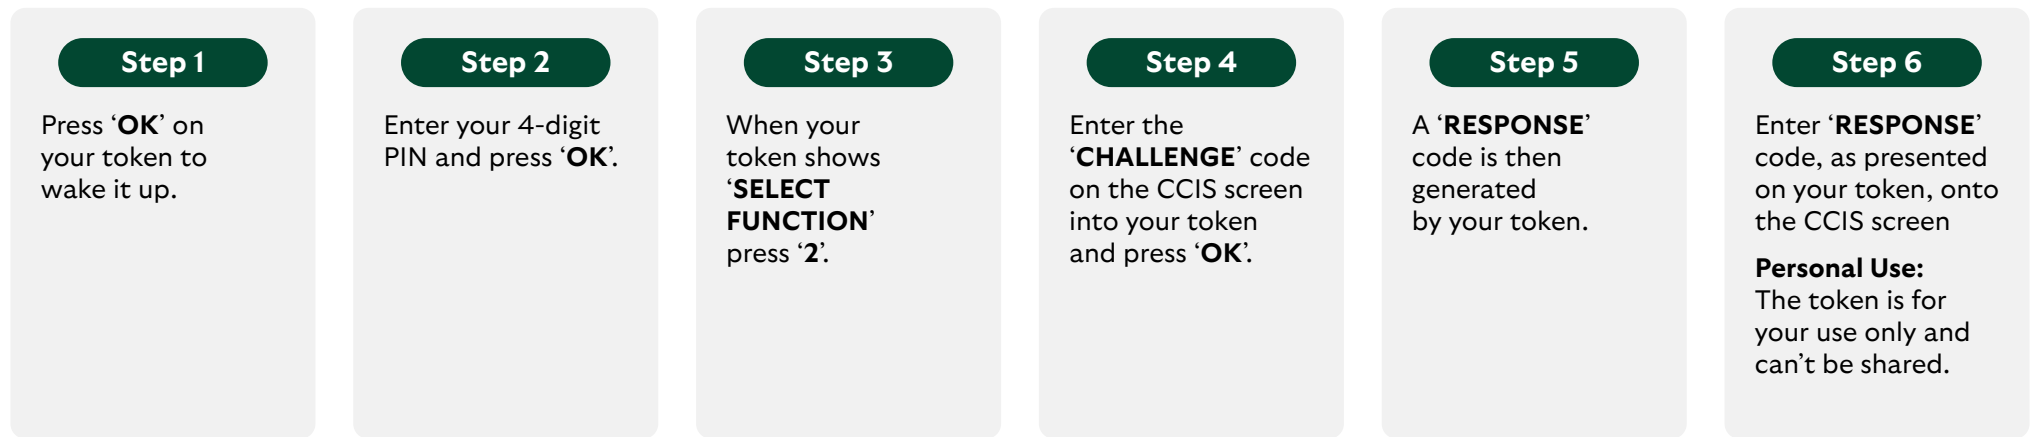 Step 1
Press ‘OK’ on
your token to
wake it up.
Step 2
Enter your 4-digit
PIN and press ‘OK’.
Step 3
When your
token shows
‘SELECT
FUNCTION’
press ‘2’.
Step 4
Enter the
‘CHALLENGE’ code
on the CCIS screen
into your token
and press ‘OK’.
Step 5
A ‘RESPONSE’
code is then
generated
by your token.
Step 6
Enter ‘RESPONSE’
code, as presented
on your token, onto
the CCIS screen
Personal Use:
The token is for
your use only and
can’t be shared.